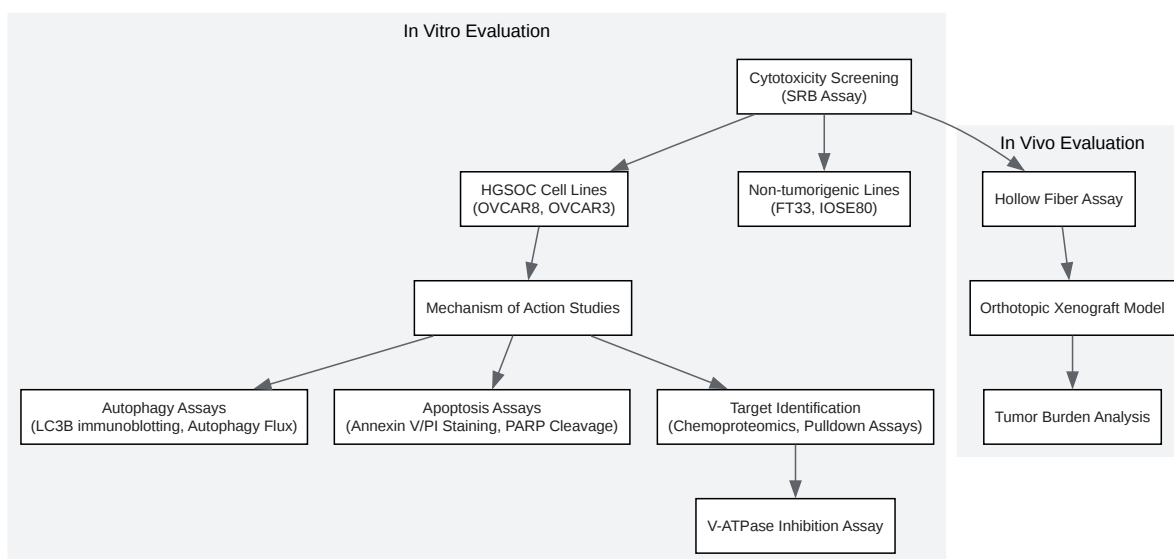 In Vitro Evaluation
Cytotoxicity Screening
(SRB Assay)
In Vivo Evaluation
HGSOC Cell Lines
(OVCAR8, OVCAR3)
Non-tumorigenic Lines
(FT33, IOSE80)
Hollow Fiber Assay
Mechanism of Action Studies
Orthotopic Xenograft Model
Autophagy Assays
(LC3B immunoblotting, Autophagy Flux)
Apoptosis Assays
(Annexin V/PI Staining, PARP Cleavage)
Target Identification
(Chemoproteomics, Pulldown Assays)
Tumor Burden Analysis
V-ATPase Inhibition Assay